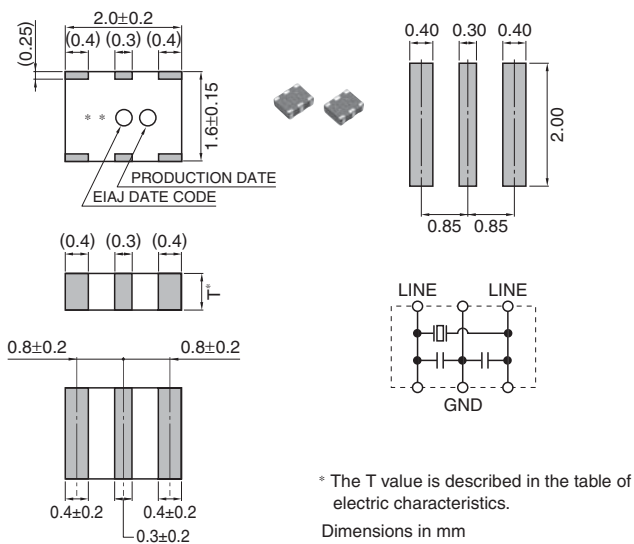 2.0±0.2
(0.4) (0.3) (0.4)
(0.25)
* *
1.6±0.15
PRODUCTION DATE
EIAJ DATE CODE
0.40 0.30 0.40
2.00
0.85 0.85
(0.4) (0.3) (0.4)
T*
LINE LINE
GND
0.8±0.2 0.8±0.2
0.4±0.2 0.4±0.2
0.3±0.2
* The T value is described in the table of
electric characteristics.
Dimensions in mm